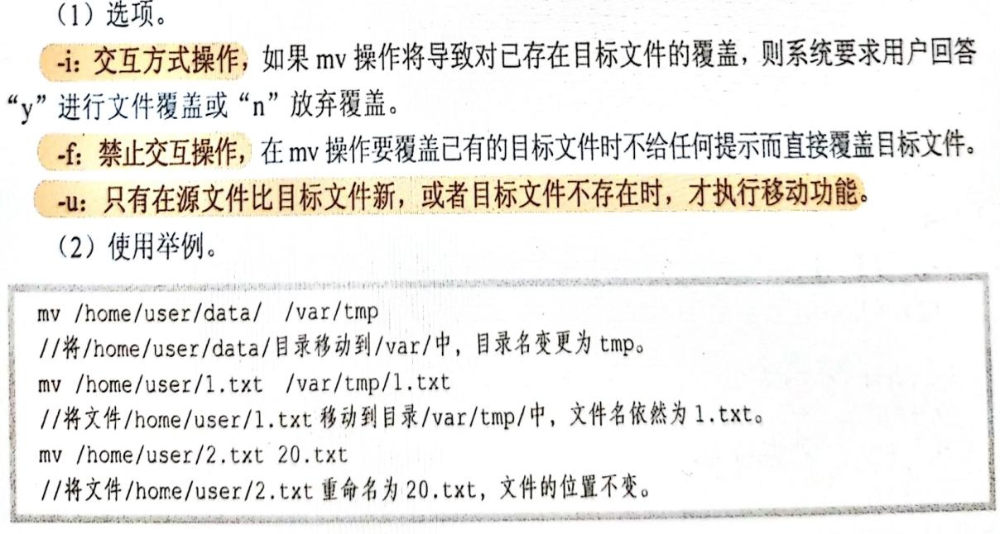 （1）选项。
-i：交互方式操作，如果 mv 操作将导致对已存在目标文件的覆盖，则系统要求用户回答
“y”进行文件覆盖或“n”放弃覆盖。
-f：禁止交互操作，在 mv 操作要覆盖已有的目标文件时不给任何提示而直接覆盖目标文件。
-u：只有在源文件比目标文件新，或者目标文件不存在时，才执行移动功能。
（2）使用举例。
mv /home/user/data/ /var/tmp
//将/home/user/data/目录移动到/var/中，目录名变更为 tmp。
mv /home/user/1.txt /var/tmp/1.txt
//将文件/home/user/1.txt 移动到目录/var/tmp/中，文件名依然为 1.txt。
mv /home/user/2.txt 20.txt
//将文件/home/user/2.txt 重命名为 20.txt，文件的位置不变。